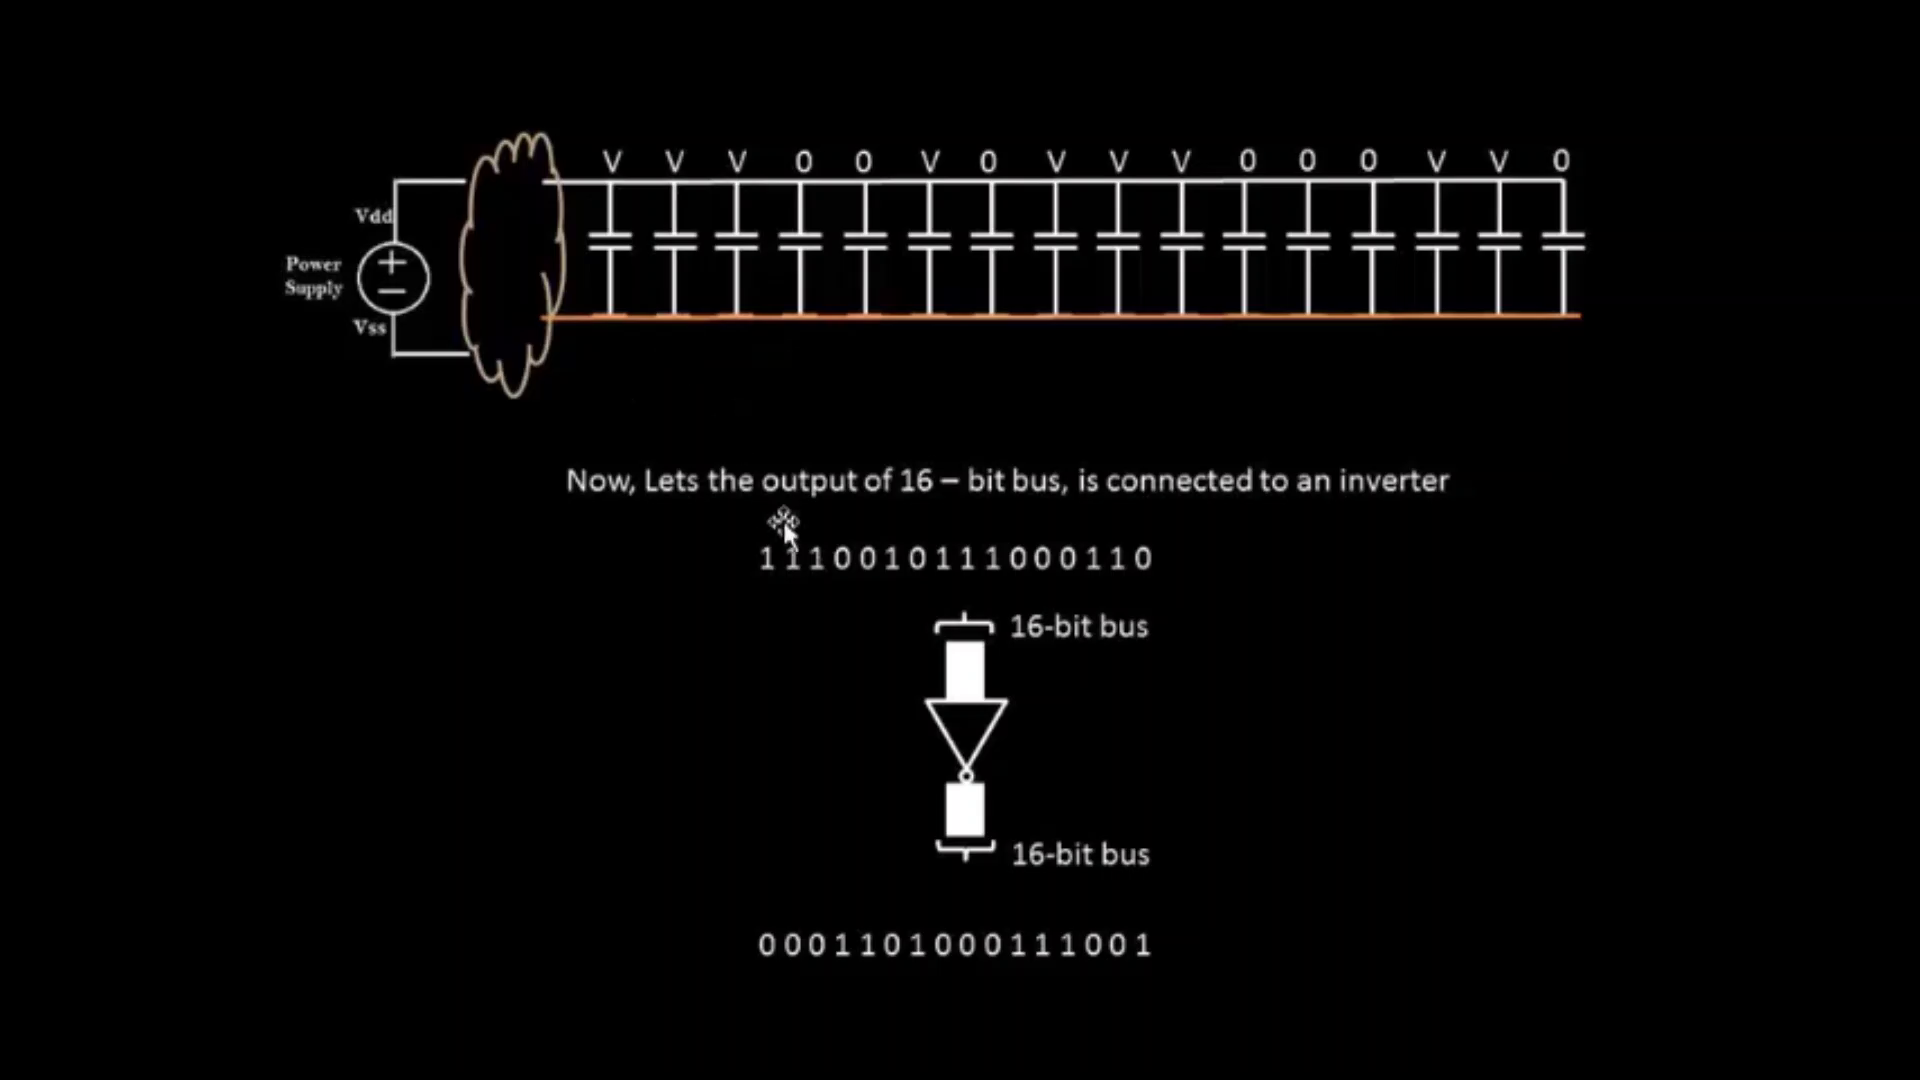 V V V 0 0 V 0 V V V 0 0 0 V V 0
Vdd
Power
Supply
Vss
Now, Lets the output of 16 – bit bus, is connected to an inverter
1 1 1 0 0 1 0 1 1 1 0 0 0 1 1 0
16-bit bus
16-bit bus
0 0 0 1 1 0 1 0 0 0 1 1 1 0 0 1